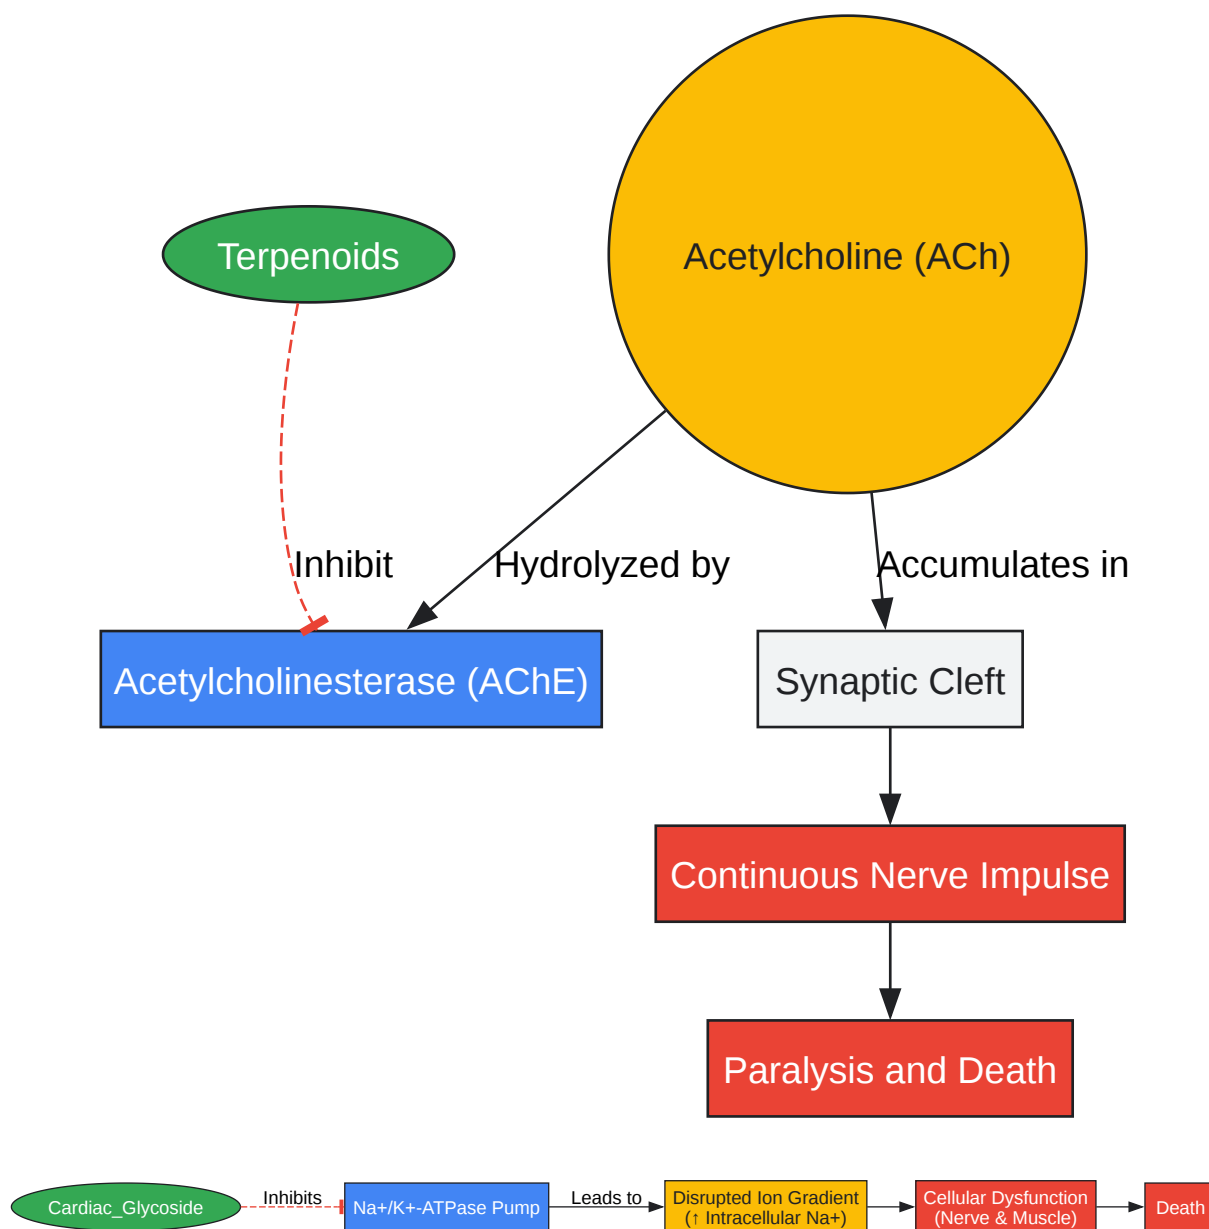 Terpenoids
Acetylcholine (ACh)
Inhibit
Hydrolyzed by
Accumulates in
Acetylcholinesterase (AChE)
Synaptic Cleft
Continuous Nerve Impulse
Paralysis and Death
Cardiac_Glycoside
Inhibits
Na+/K+-ATPase Pump
Leads to
Disrupted Ion Gradient
(↑ Intracellular Na+)
Cellular Dysfunction
(Nerve & Muscle)
Death